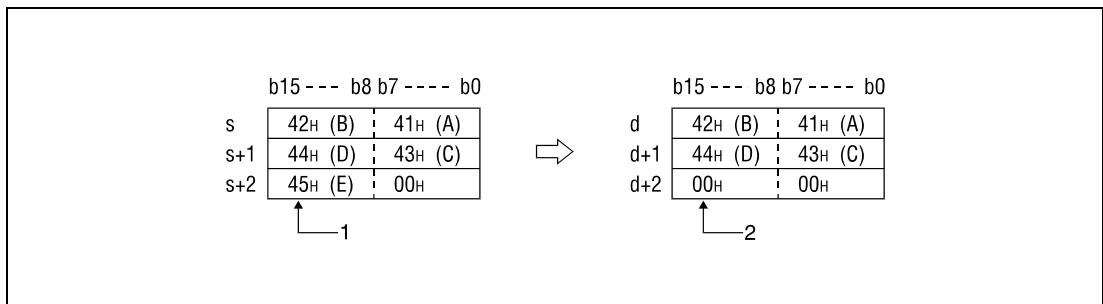 b15 --- b8 b7 ---- b0 b15 --- b8 b7 ---- b0
s 42H (B) 41H (A) d 42H (B) 41H (A)
s+1 44H (D) 43H (C) d+1 44H (D) 43H (C)
s+2 45H (E) 00H d+2 00H 00H
1 2